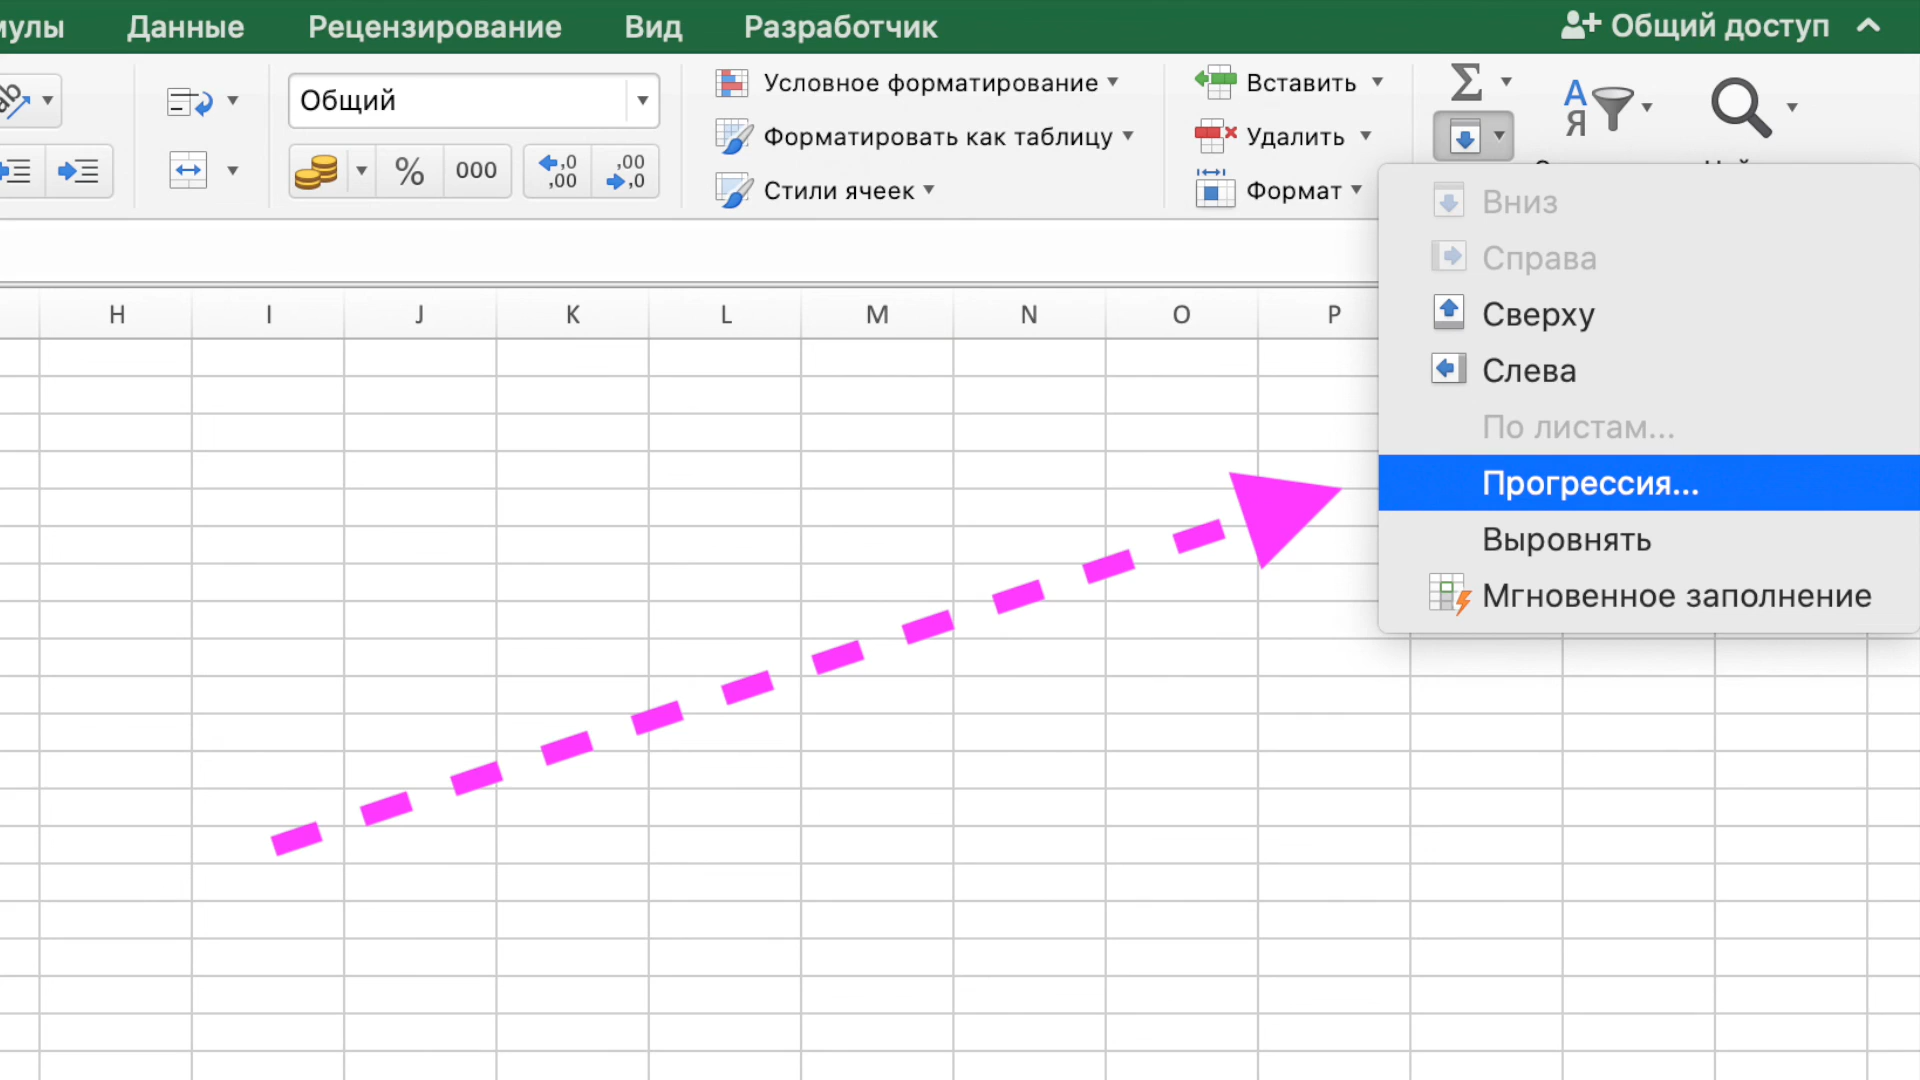 мулы Данные Рецензирование Вид Разработчик Общий доступ
ab Общий Условное форматирование Вставить Σ А Я
Форматировать как таблицу Удалить
% 000 ,0 ,00 ,00 ,0 Стили ячеек Формат
Вниз
Справа
Сверху
Слева
По листам...
Прогрессия...
Выровнять
Мгновенное заполнение
H I J K L M N O P